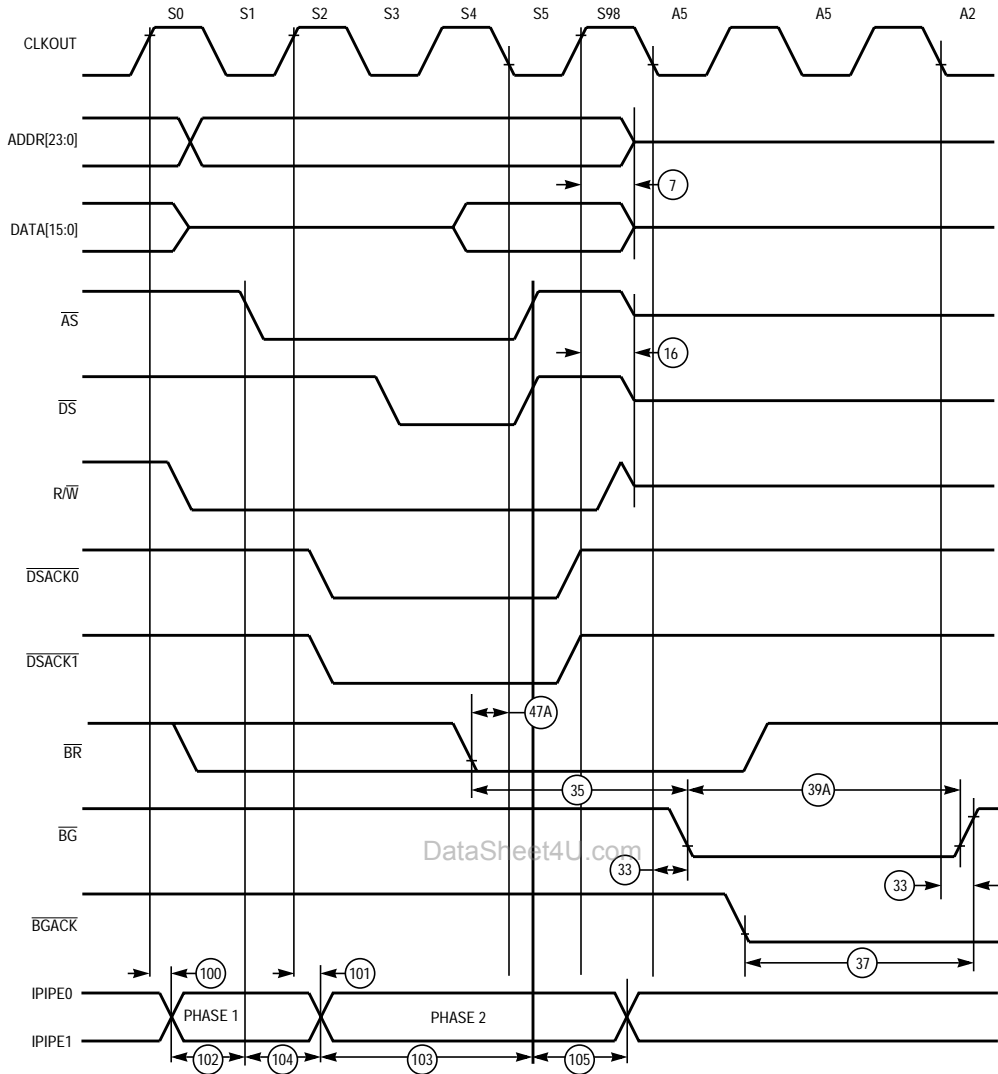 S0 S1 S2 S3 S4 S5 S98 A5 A5 A2
CLKOUT
ADDR[23:0]
7
DATA[15:0]
AS
16
DS
R/W
DSACK0
DSACK1
47A
BR
35 39A
BG
DataSheet4U.com
33 33
BGACK
37
100 101
IPIPE0
PHASE 1 PHASE 2
IPIPE1
102 104 103 105